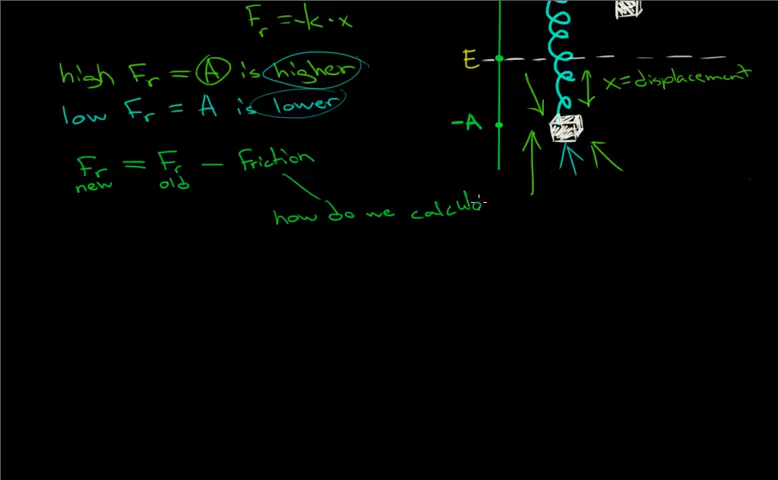 Fr = -k · x
high Fr = A is higher
low Fr = A is lower
Fr new = Fr old - Friction
how do we
E
x = displacement
-A